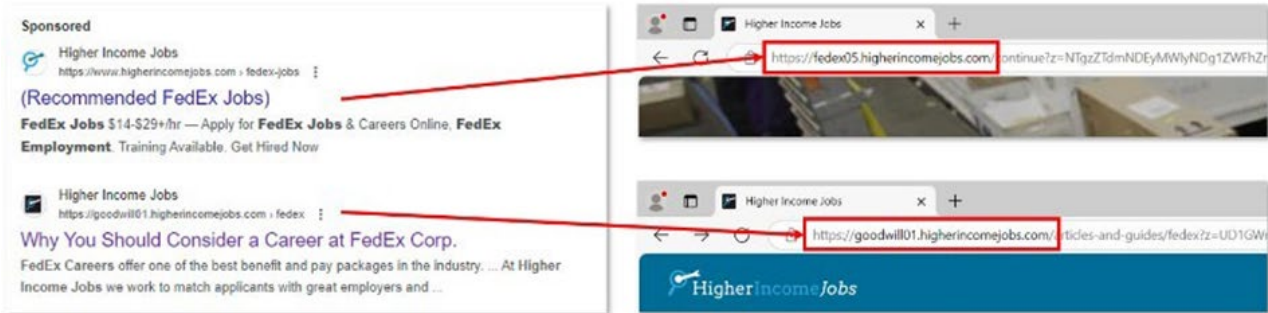 Sponsored
Higher Income Jobs
https://www.higherincomejobs.com › fedex-jobs
(Recommended FedEx Jobs)
FedEx Jobs $14-$29+/hr — Apply for FedEx Jobs & Careers Online, FedEx
Employment. Training Available. Get Hired Now
Higher Income Jobs
https://goodwill01.higherincomejobs.com › fedex
Why You Should Consider a Career at FedEx Corp.
FedEx Careers offer one of the best benefit and pay packages in the industry. ... At Higher
Income Jobs we work to match applicants with great employers and ...
Higher Income Jobs
https://fedex05.higherincomejobs.com/continue?z=NTgzZTdmNDEyMWIyNDg1ZWFhZr
Higher Income Jobs
https://goodwill01.higherincomejobs.com/articles-and-guides/fedex?z=UD1GW
HigherIncomeJobs